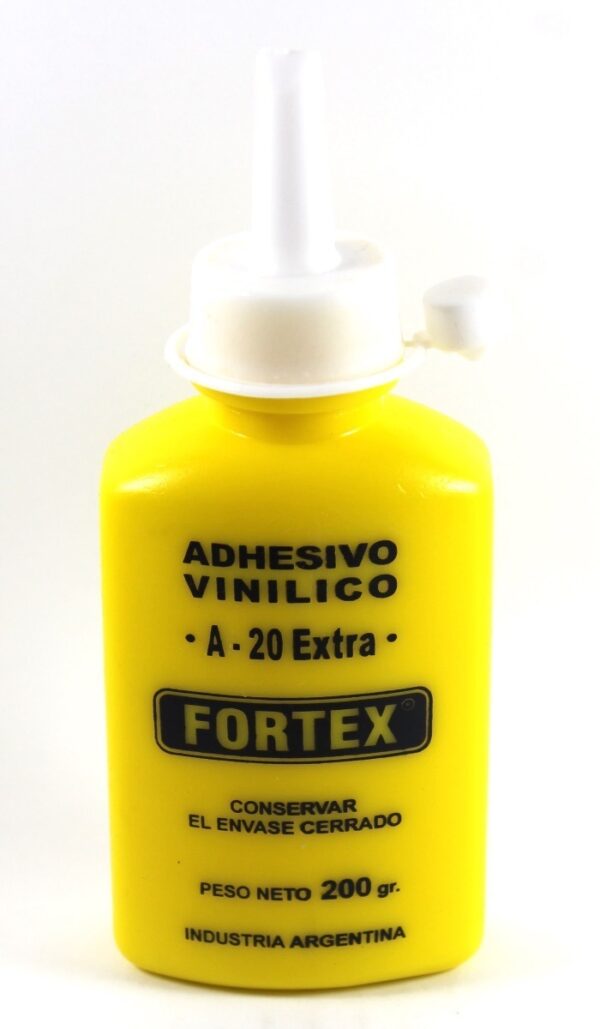 ADHESIVO
VINILICO
• A - 20 Extra •
FORTEX®
CONSERVAR
EL ENVASE CERRADO
PESO NETO 200 gr.
INDUSTRIA ARGENTINA